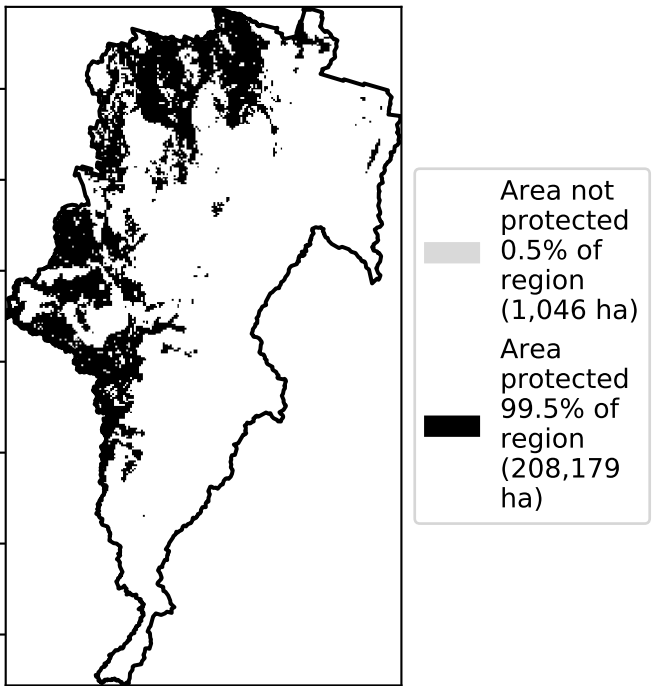 Area not
protected
0.5% of
region
(1,046 ha)
Area
protected
99.5% of
region
(208,179
ha)